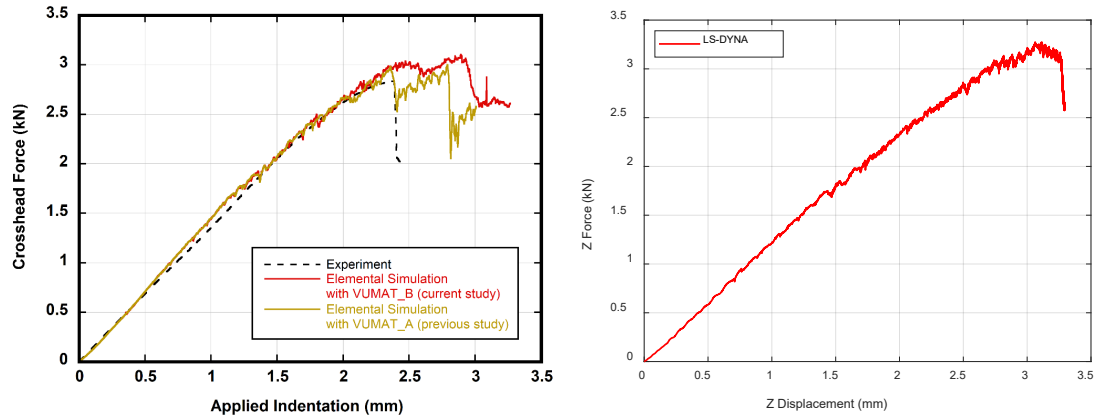 3.5
3
2.5
2
1.5
1
0.5
0
Crosshead Force (kN)
Experiment
Elemental Simulation
with VUMAT_B (current study)
Elemental Simulation
with VUMAT_A (previous study)
0 0.5 1 1.5 2 2.5 3 3.5
Applied Indentation (mm)
3.5
3
2.5
2
1.5
1
0.5
0
Z Force (kN)
LS-DYNA
0 0.5 1 1.5 2 2.5 3 3.5
Z Displacement (mm)